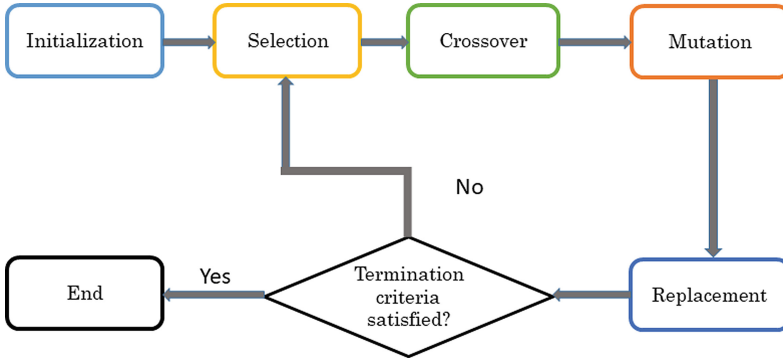 Initialization
Selection
Crossover
Mutation
No
Yes
End
Termination
criteria
satisfied?
Replacement